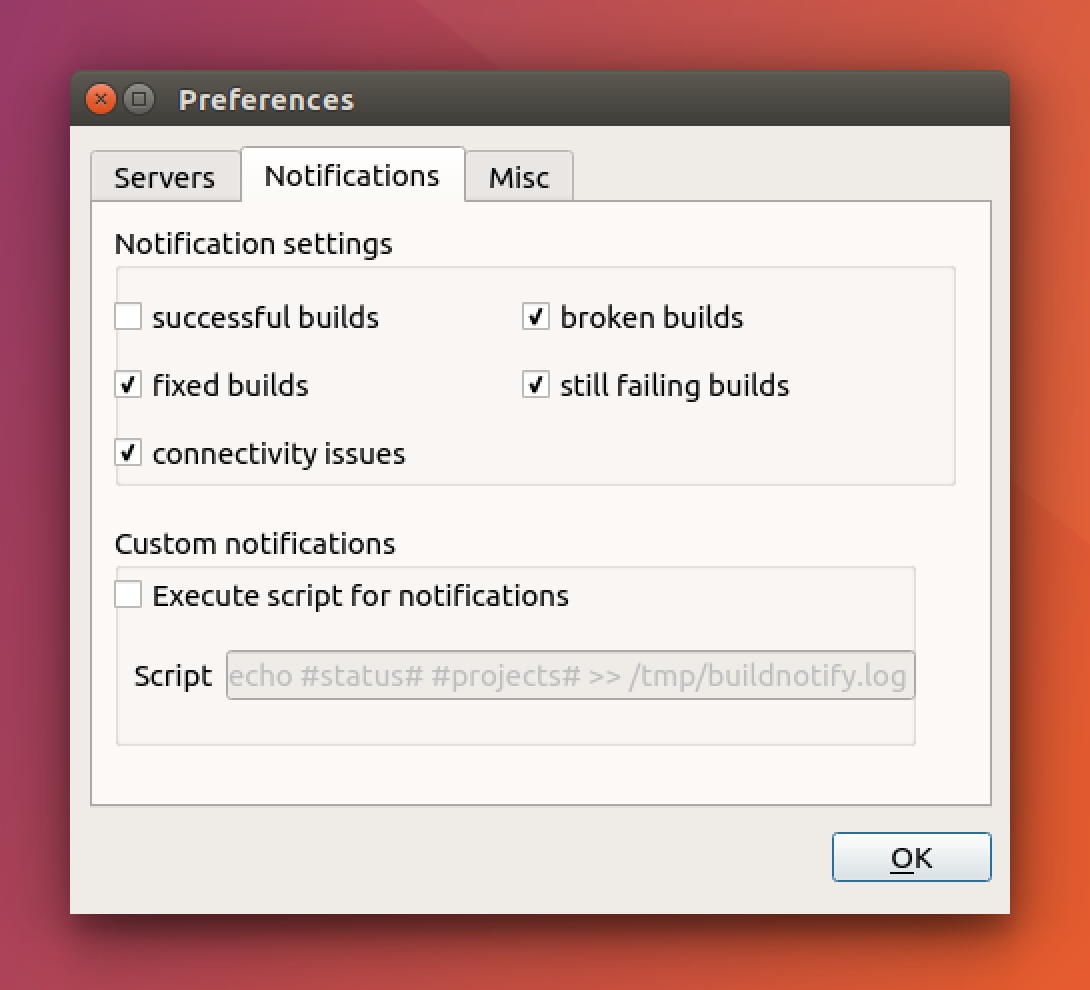 Preferences
Servers Notifications Misc
Notification settings
successful builds broken builds
fixed builds still failing builds
connectivity issues
Custom notifications
Execute script for notifications
Script echo #status# #projects# >> /tmp/buildnotify.log
OK